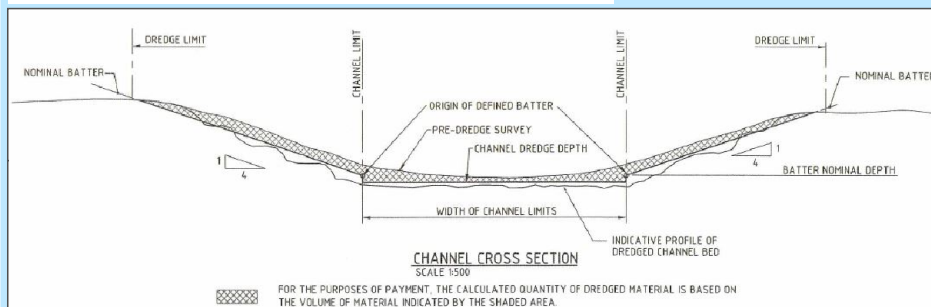 DREDGE LIMIT
CHANNEL LIMIT
CHANNEL LIMIT
DREDGE LIMIT
NOMINAL BATTER
NOMINAL BATTER
ORIGIN OF DEFINED BATTER
PRE-DREDGE SURVEY
CHANNEL DREDGE DEPTH
1
4
1
4
BATTER NOMINAL DEPTH
WIDTH OF CHANNEL LIMITS
INDICATIVE PROFILE OF
DREDGED CHANNEL BED
CHANNEL CROSS SECTION
SCALE 1:500
FOR THE PURPOSES OF PAYMENT, THE CALCULATED QUANTITY OF DREDGED MATERIAL IS BASED ON
THE VOLUME OF MATERIAL INDICATED BY THE SHADED AREA.